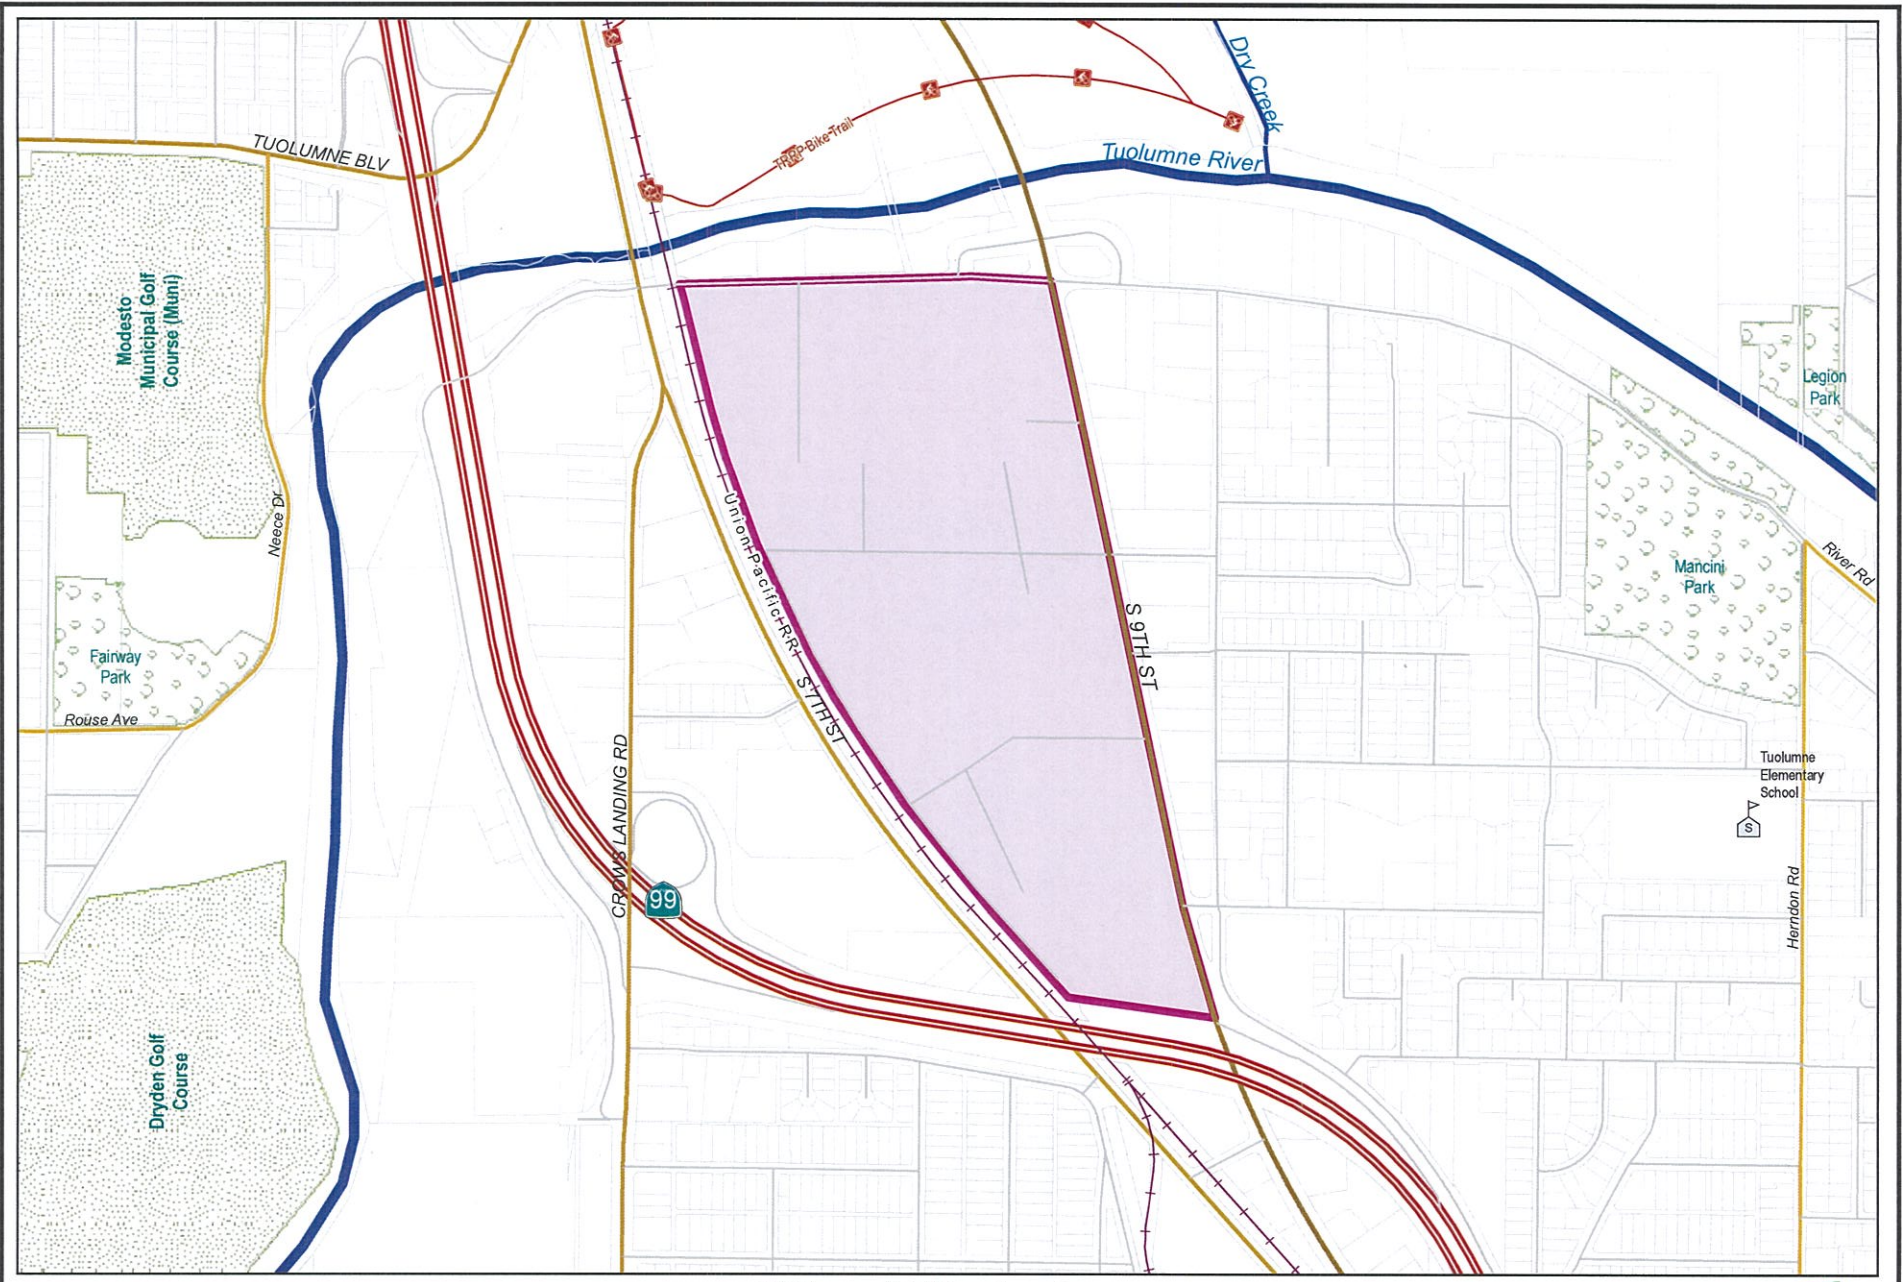 Dry Creek
TRRP Bike Trail
TUOLUMNE BLV
Tuolumne River
Modesto
Municipal Golf
Course (Muni)
Legion
Park
Neece Dr
Union Pacific RR
River Rd
Mancini
Park
S 9TH ST
Fairway
Park
S 7TH ST
Rouse Ave
CROWS LANDING RD
Tuolumne
Elementary
School
S
99
Herndon Rd
Dryden Golf
Course